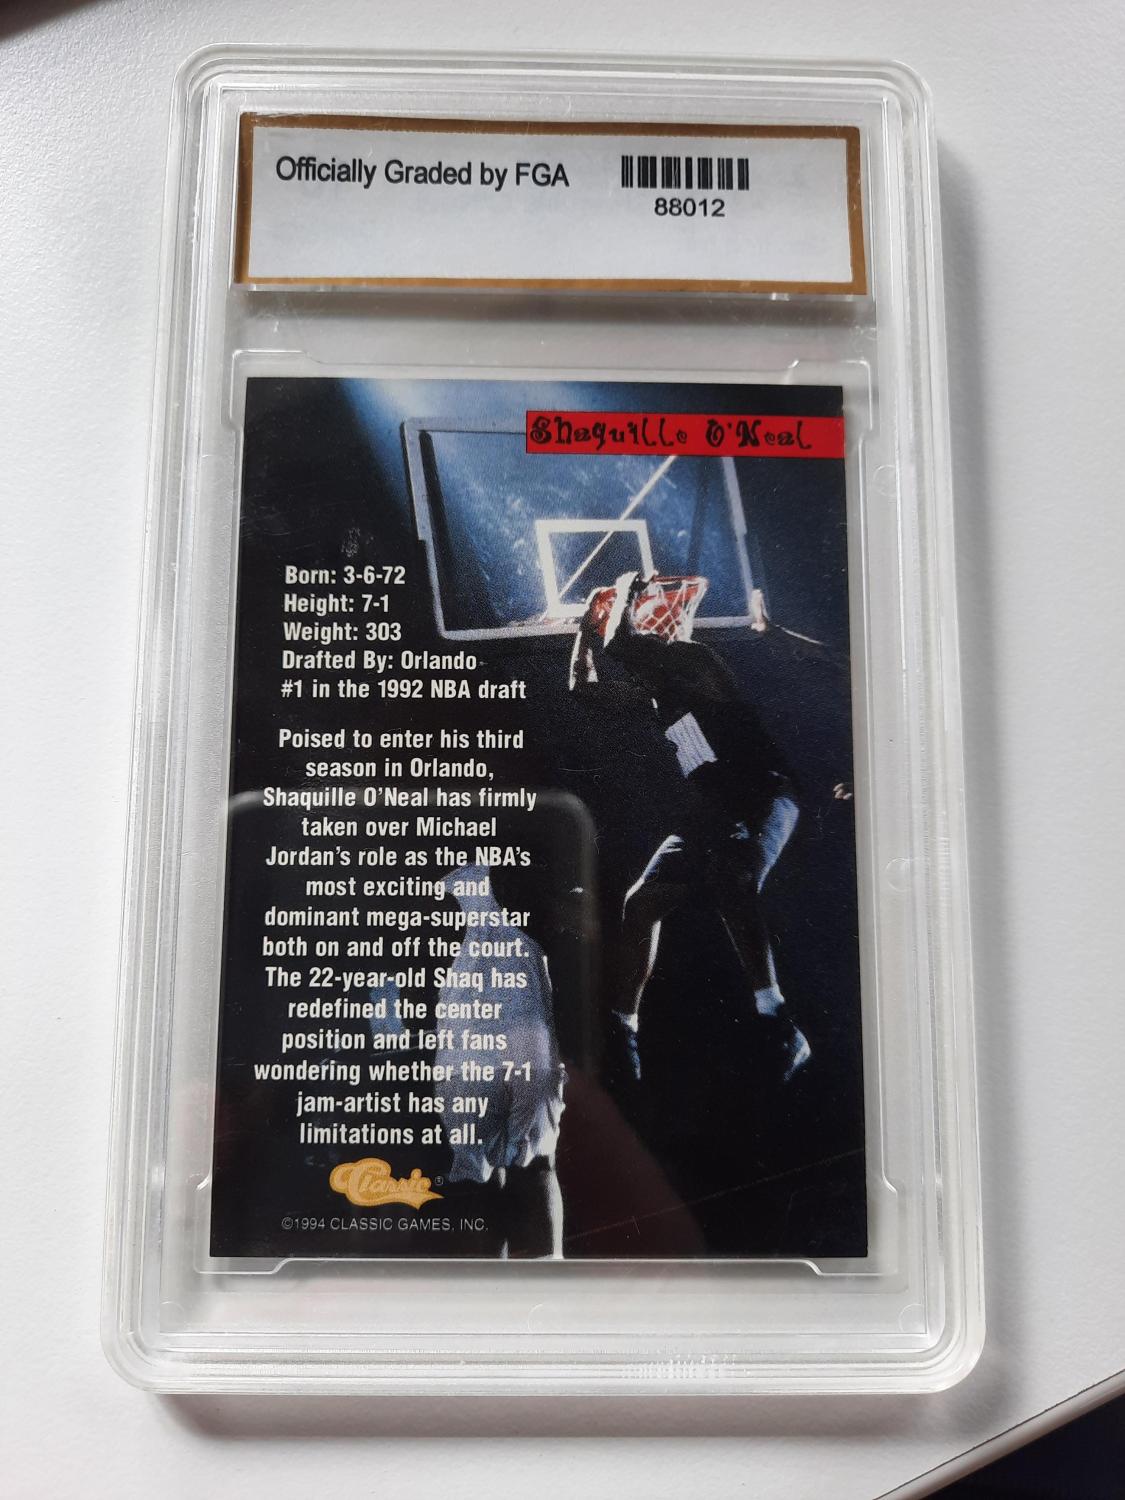 Officially Graded by FGA
88012
Shaquille O'Neal
Born: 3-6-72
Height: 7-1
Weight: 303
Drafted By: Orlando
#1 in the 1992 NBA draft
Poised to enter his third
season in Orlando,
Shaquille O'Neal has firmly
taken over Michael
Jordan's role as the NBA's
most exciting and
dominant mega-superstar
both on and off the court.
The 22-year-old Shaq has
redefined the center
position and left fans
wondering whether the 7-1
jam-artist has any
limitations at all.
Classic®
©1994 CLASSIC GAMES, INC.